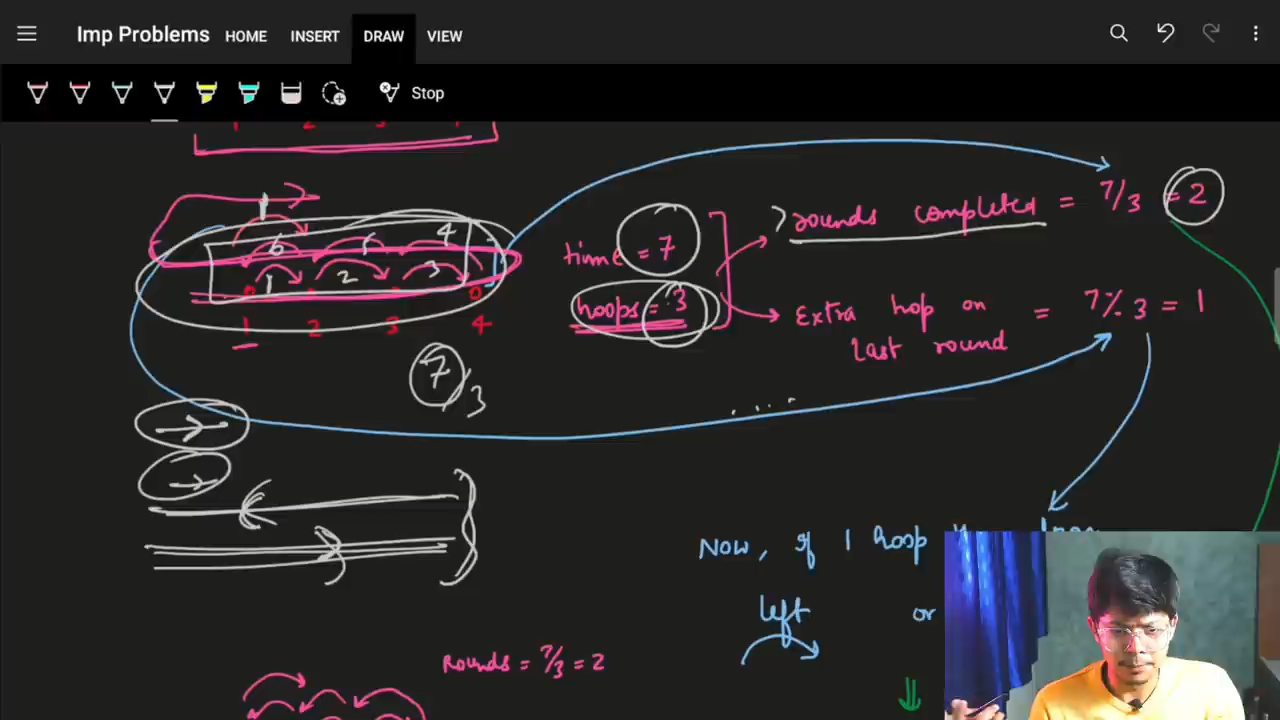 Imp Problems HOME INSERT DRAW VIEW
Stop
1
6 5 4
1 2 3
0 0
1 2 3 4
7/3
time = 7
hoops = 3
rounds completed = 7/3 = 2
Extra hop on = 7% 3 = 1
last round
Now, if 1 hoop
left or
Rounds = 7/3 = 2